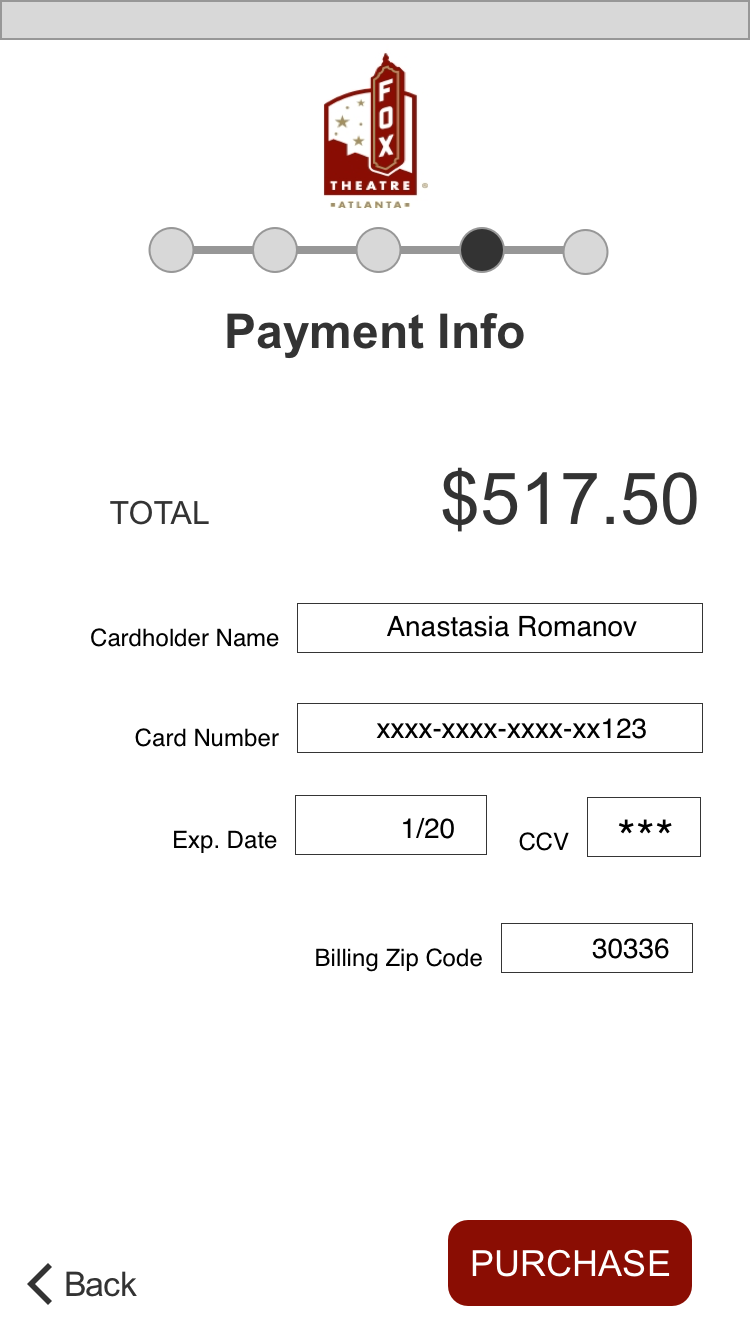 FOX
THEATRE
ATLANTA
Payment Info
TOTAL $517.50
Cardholder Name Anastasia Romanov
Card Number xxxx-xxxx-xxxx-xx123
Exp. Date 1/20 CCV ***
Billing Zip Code 30336
Back PURCHASE